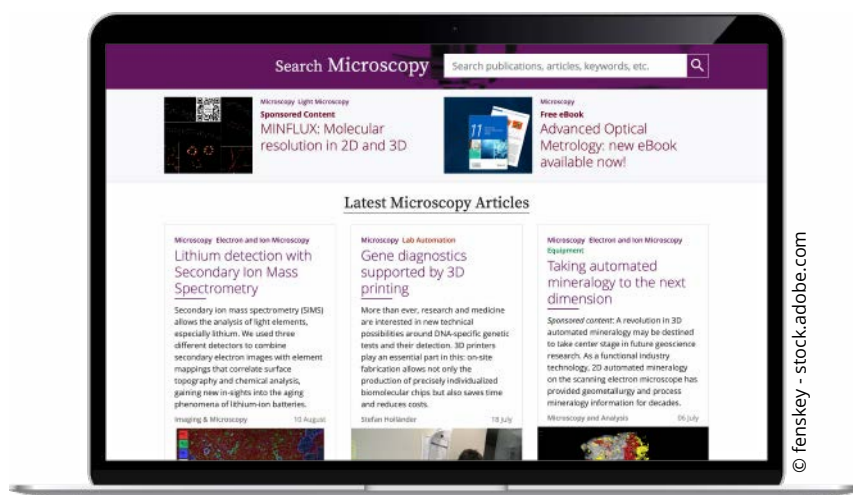 Search Microscopy
Search publications, articles, keywords, etc.
Microscopy Light Microscopy
Sponsored Content
MINFLUX: Molecular
resolution in 2D and 3D
Microscopy
Free eBook
Advanced Optical
Metrology: new eBook
available now!
11
Latest Microscopy Articles
Microscopy Electron and Ion Microscopy
Lithium detection with
Secondary Ion Mass
Spectrometry
Secondary ion mass spectrometry (SIMS)
allows the analysis of light elements,
especially lithium. We used three
different detectors to combine
secondary electron images with element
mappings that correlate surface
topography and chemical analysis,
gaining new in-sights into the aging
phenomena of lithium-ion batteries.
Imaging & Microscopy 10 August
Microscopy Lab Automation
Gene diagnostics
supported by 3D
printing
More than ever, research and medicine
are interested in new technical
possibilities around DNA-specific genetic
tests and their detection. 3D printers
play an essential part in this: on-site
fabrication allows not only the
production of precisely individualized
biomolecular chips but also saves time
and reduces costs.
Stefan Holländer 18 July
Microscopy Electron and Ion Microscopy
Equipment
Taking automated
mineralogy to the next
dimension
Sponsored content: A revolution in 3D
automated mineralogy may be destined
to take center stage in future geoscience
research. As a functional industry
technology, 2D automated mineralogy
on the scanning electron microscope has
provided geometallurgy and process
mineralogy information for decades.
Microscopy and Analysis 06 July
© fenskey - stock.adobe.com